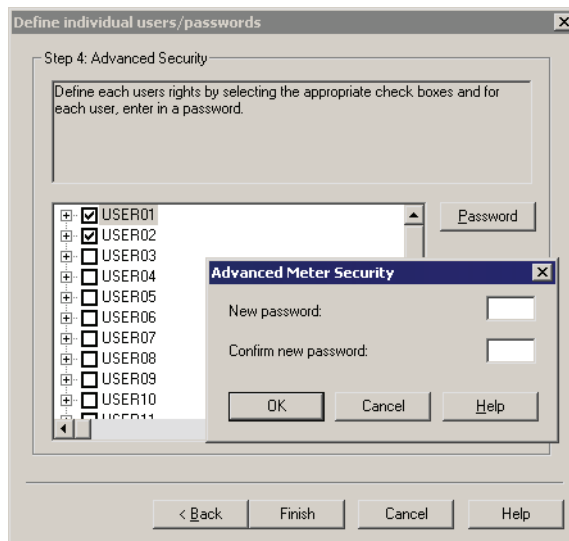 Define individual users/passwords
Step 4: Advanced Security
Define each users rights by selecting the appropriate check boxes and for
each user, enter in a password.
USER01
Password
USER02
USER03
Advanced Meter Security
USER04
USER05
New password:
USER06
USER07
Confirm new password:
USER08
USER09
USER10
OK
Cancel
Help
USER11
< Back
Finish
Cancel
Help